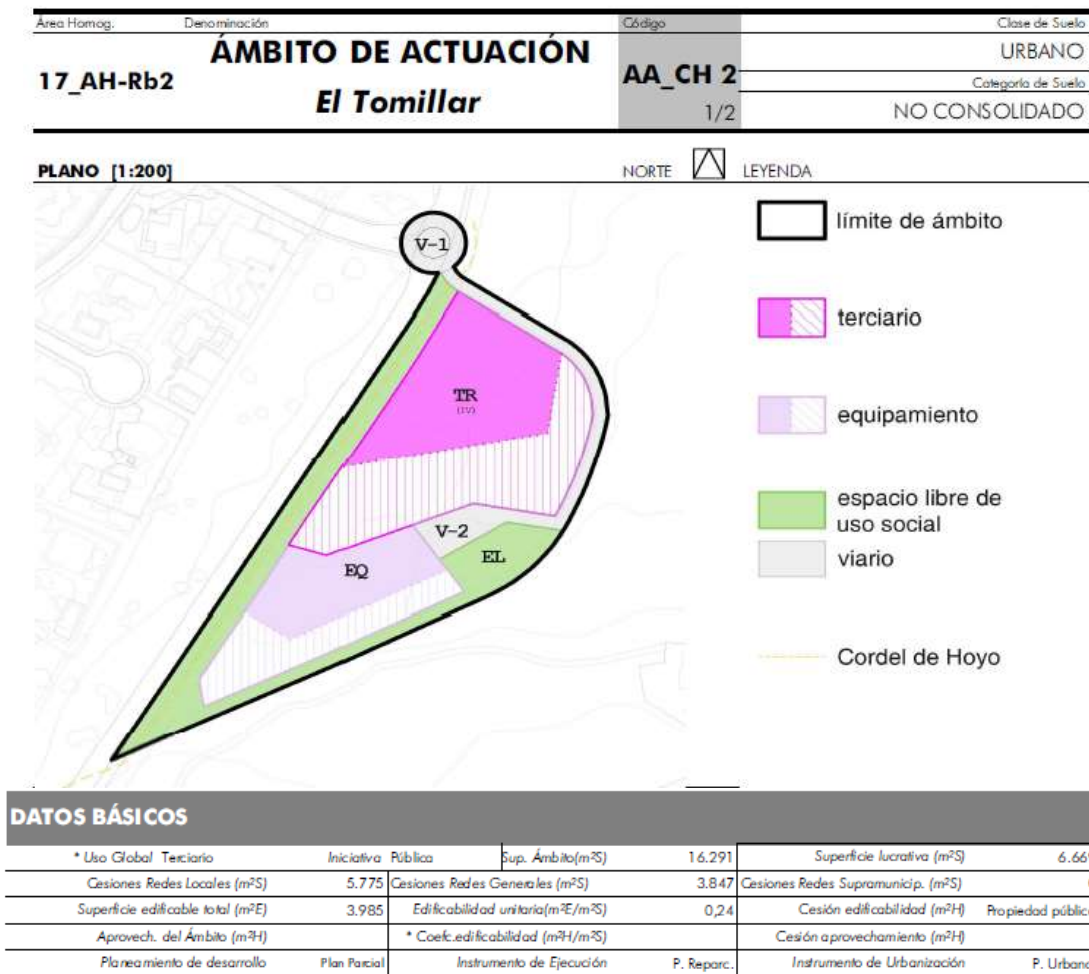 Área Homog. Denominación Código Clase de Suelo
ÁMBITO DE ACTUACIÓN URBANO
17_AH-Rb2 AA_CH 2 Categoría de Suelo
El Tomillar 1/2 NO CONSOLIDADO
PLANO [1:200] NORTE LEYENDA
V-1
límite de ámbito
terciario
TR
(IV)
equipamiento
espacio libre de
uso social
V-2
viario
EL
EQ
Cordel de Hoyo
DATOS BÁSICOS
* Uso Global Terciario Iniciativa Pública Sup. Ámbito(m²S) 16.291 Superficie lucrativa (m²S) 6.669
Cesiones Redes Locales (m²S) 5.775 Cesiones Redes Generales (m²S) 3.847 Cesiones Redes Supramunicip. (m²S)
Superficie edificable total (m²E) 3.985 Edificabilidad unitaria(m²E/m²S) 0,24 Cesión edificabilidad (m²H) Propiedad pública
Aprovech. del Ámbito (m²H) * Coefc.edificabilidad (m²H/m²S) Cesión aprovechamiento (m²H)
Planeamiento de desarrollo Plan Parcial Instrumento de Ejecución P. Reparc. Instrumento de Urbanización P. Urbano